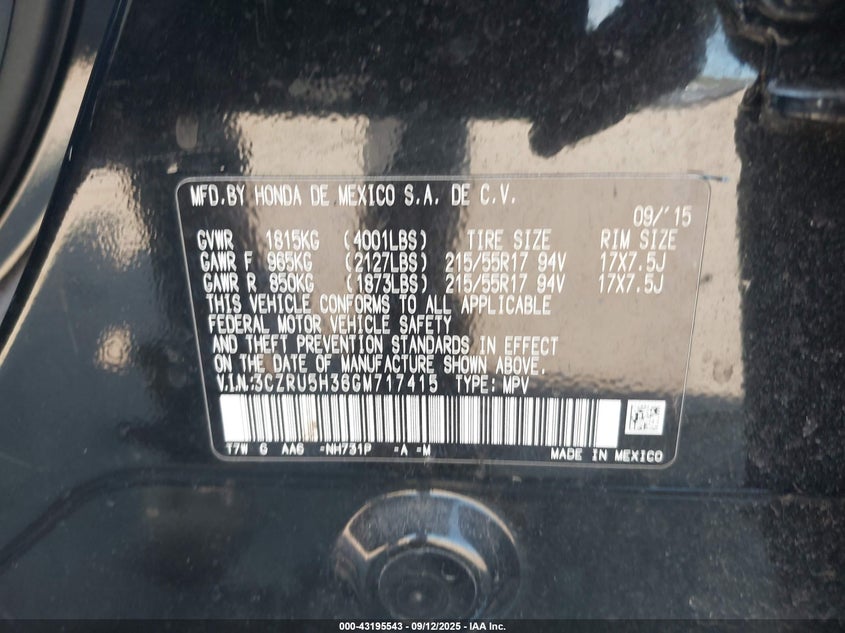 MFD.BY HONDA DE MEXICO S.A. DE C.V.
09/'15
GVWR 1815KG (4001LBS) TIRE SIZE RIM SIZE
GAWR F 965KG (2127LBS) 215/55R17 94V 17X7.5J
GAWR R 850KG (1873LBS) 215/55R17 94V 17X7.5J
THIS VEHICLE CONFORMS TO ALL APPLICABLE
FEDERAL MOTOR VEHICLE SAFETY
AND THEFT PREVENTION STANDARDS IN EFFECT
ON THE DATE OF MANUFACTURE SHOWN ABOVE.
V.I.N:3CZRU5H36GM717415 TYPE: MPV
T7W G AA6 =NH731P =A =M
MADE IN MEXICO
000-43195543 - 09/12/2025 - IAA Inc.